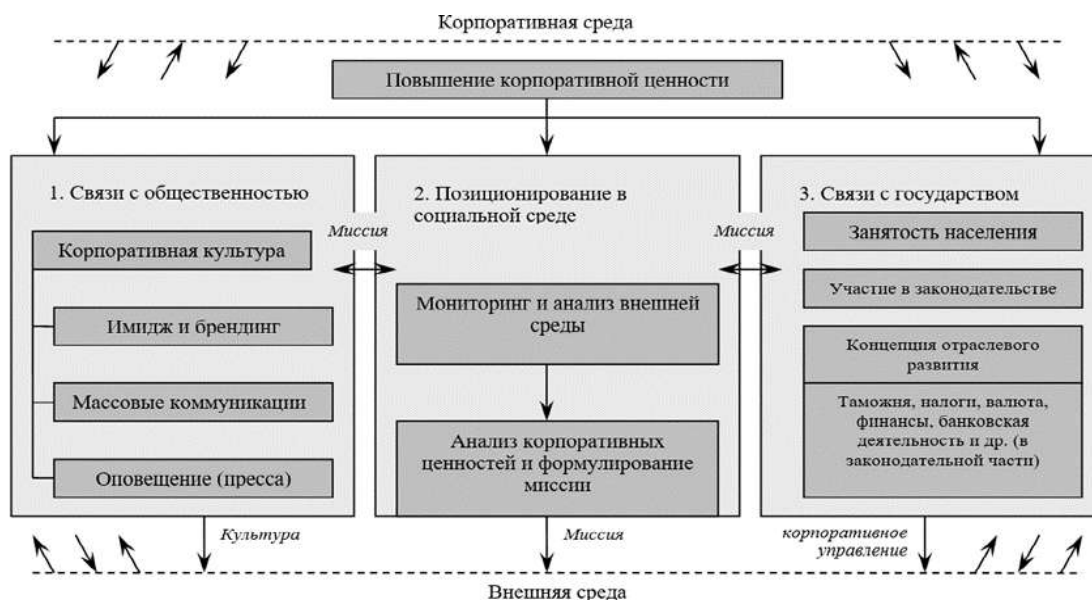 Корпоративная среда
Повышение корпоративной ценности
1. Связи с общественностью
Корпоративная культура
Имидж и брендинг
Массовые коммуникации
Оповещение (пресса)
Миссия
2. Позиционирование в
социальной среде
Мониторинг и анализ внешней
среды
Анализ корпоративных
ценностей и формулирование
миссии
Миссия
3. Связи с государством
Занятость населения
Участие в законодательстве
Концепция отраслевого
развития
Таможня, налоги, валюта,
финансы, банковская
деятельность и др. (в
законодательной части)
Культура
Миссия
корпоративное
управление
Внешняя среда